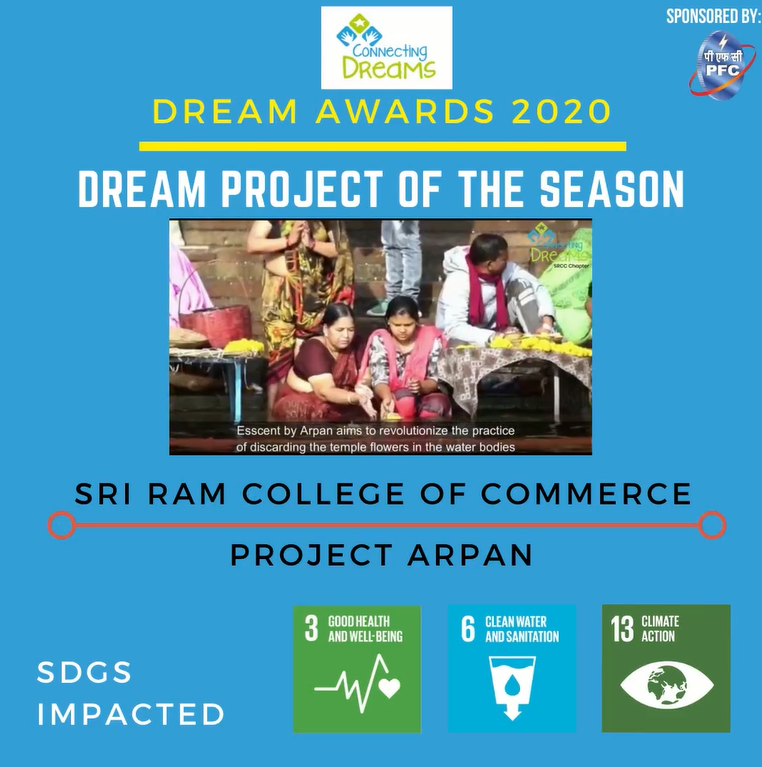 SPONSORED BY:
पी एफ सी
PFC
CONNECTING
DREAMS
DREAM AWARDS 2020
DREAM PROJECT OF THE SEASON
Connecting
DREAMS
SRCC Chapter
Esscent by Arpan aims to revolutionize the practice
of discarding the temple flowers in the water bodies
SRI RAM COLLEGE OF COMMERCE
PROJECT ARPAN
SDGS
IMPACTED
3 GOOD HEALTH
AND WELL-BEING
6 CLEAN WATER
AND SANITATION
13 CLIMATE
ACTION